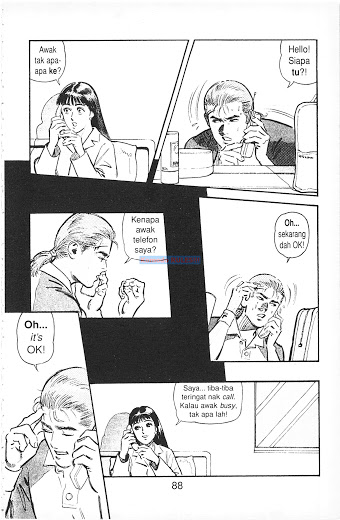 Awak
tak apa-
apa ke?
Hello!
Siapa
tu?!
Kenapa
awak
telefon
saya?
Oh...
sekarang
dah OK!
Oh...
it's
OK!
Saya... tiba-tiba
teringat nak call.
Kalau awak busy,
tak apa lah!
88